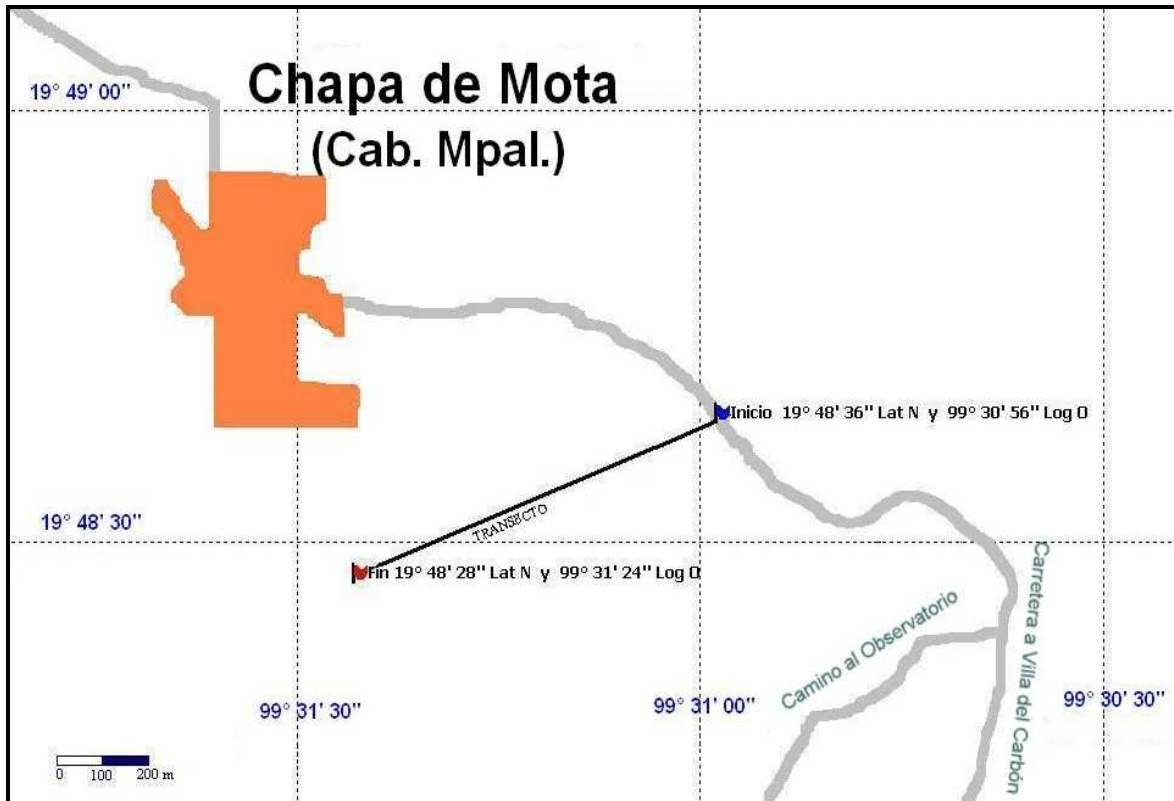 Chapa de Mota
(Cab. Mpal.)
19° 49' 00"
Inicio 19° 48' 36" Lat N y 99° 30' 56" Log O
19° 48' 30"
TRANSECTO
Fin 19° 48' 28" Lat N y 99° 31' 24" Log O
Camino al Observatorio
Carretera a Villa del Carbón
99° 31' 30"
99° 31' 00"
99° 30' 30"
0 100 200 m